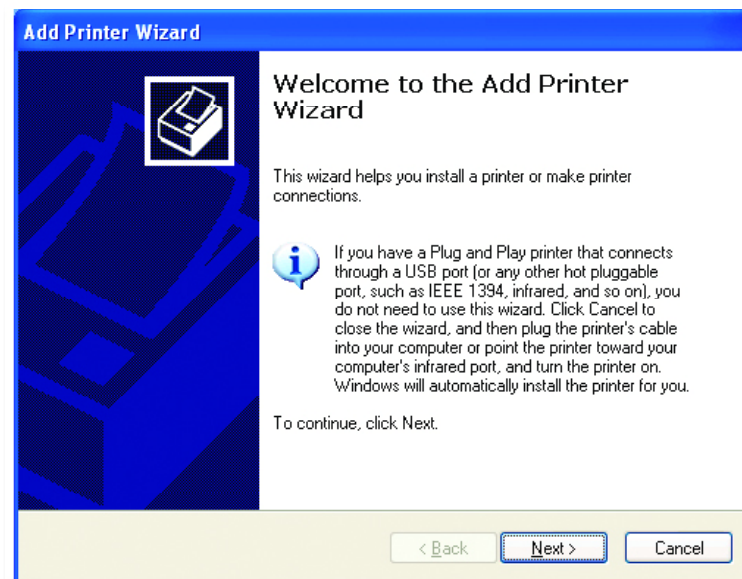 Add Printer Wizard
Welcome to the Add Printer
Wizard
This wizard helps you install a printer or make printer
connections.
If you have a Plug and Play printer that connects
through a USB port (or any other hot pluggable
port, such as IEEE 1394, infrared, and so on), you
do not need to use this wizard. Click Cancel to
close the wizard, and then plug the printer's cable
into your computer or point the printer toward your
computer's infrared port, and turn the printer on.
Windows will automatically install the printer for you.
To continue, click Next.
< Back Next > Cancel